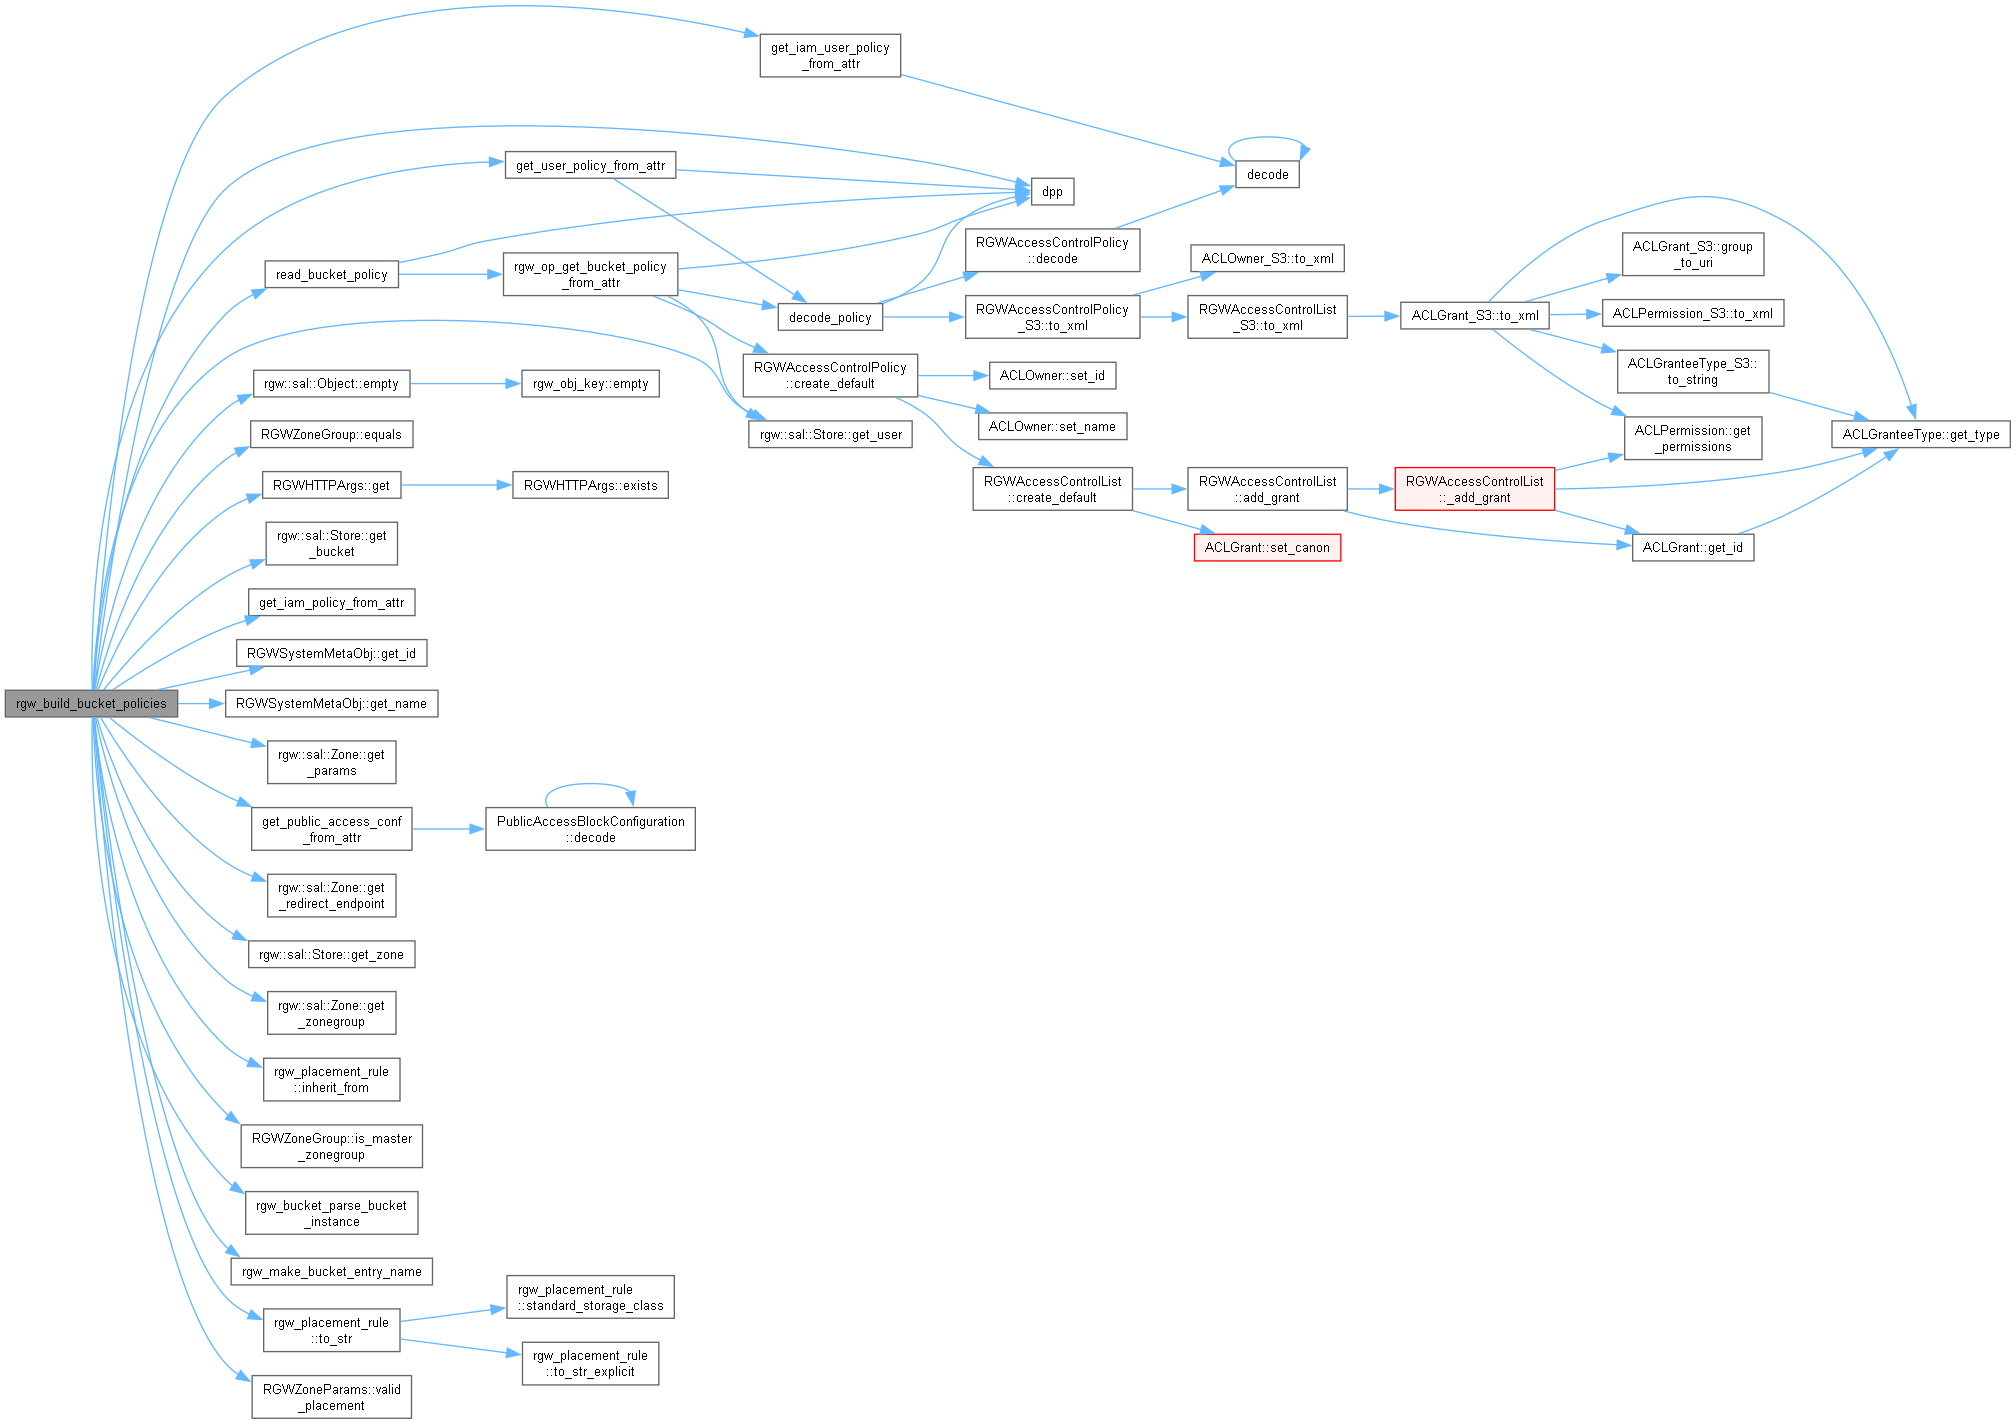 get_iam_user_policy
_from_attr
get_user_policy_from_attr
decode
dpp
read_bucket_policy
rgw_op_get_bucket_policy
_from_attr
decode_policy
RGWAccessControlPolicy
::decode
RGWAccessControlPolicy
_S3::to_xml
ACLOwner_S3::to_xml
RGWAccessControlList
_S3::to_xml
ACLGrant_S3::to_xml
ACLGrant_S3::group
_to_uri
ACLPermission_S3::to_xml
ACLGranteeType_S3::
to_string
ACLPermission::get
_permissions
ACLGranteeType::get_type
RGWAccessControlPolicy
::create_default
ACLOwner::set_id
ACLOwner::set_name
rgw::sal::Store::get_user
RGWAccessControlList
::create_default
RGWAccessControlList
::add_grant
RGWAccessControlList
::_add_grant
ACLGrant::set_canon
ACLGrant::get_id
rgw::sal::Object::empty
rgw_obj_key::empty
RGWZoneGroup::equals
RGWHTTPArgs::get
RGWHTTPArgs::exists
rgw::sal::Store::get
_bucket
get_iam_policy_from_attr
RGWSystemMetaObj::get_id
rgw_build_bucket_policies
RGWSystemMetaObj::get_name
rgw::sal::Zone::get
_params
get_public_access_conf
_from_attr
PublicAccessBlockConfiguration
::decode
rgw::sal::Zone::get
_redirect_endpoint
rgw::sal::Store::get_zone
rgw::sal::Zone::get
_zonegroup
rgw_placement_rule
::inherit_from
RGWZoneGroup::is_master
_zonegroup
rgw_bucket_parse_bucket
_instance
rgw_make_bucket_entry_name
rgw_placement_rule
::to_str
rgw_placement_rule
::standard_storage_class
rgw_placement_rule
::to_str_explicit
RGWZoneParams::valid
_placement